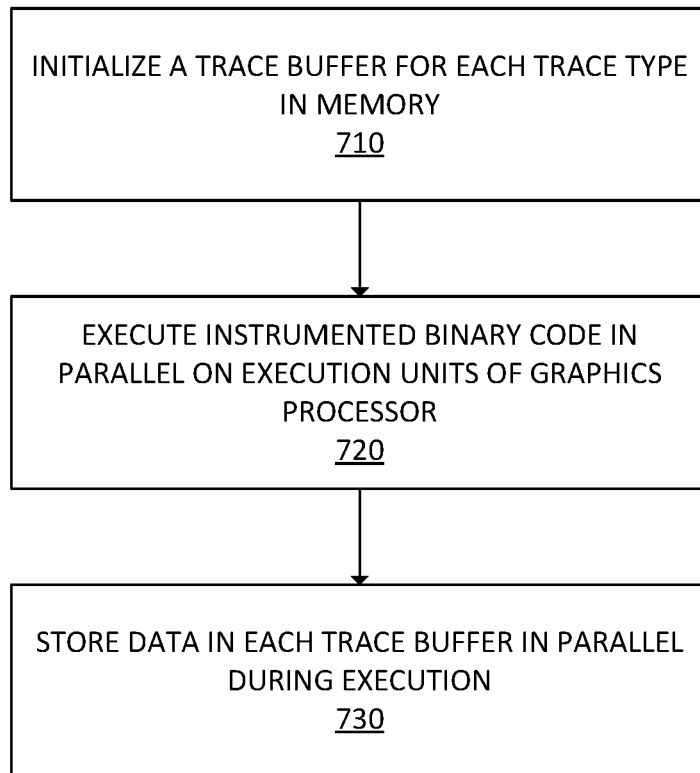 INITIALIZE A TRACE BUFFER FOR EACH TRACE TYPE
IN MEMORY
710
EXECUTE INSTRUMENTED BINARY CODE IN
PARALLEL ON EXECUTION UNITS OF GRAPHICS
PROCESSOR
720
STORE DATA IN EACH TRACE BUFFER IN PARALLEL
DURING EXECUTION
730